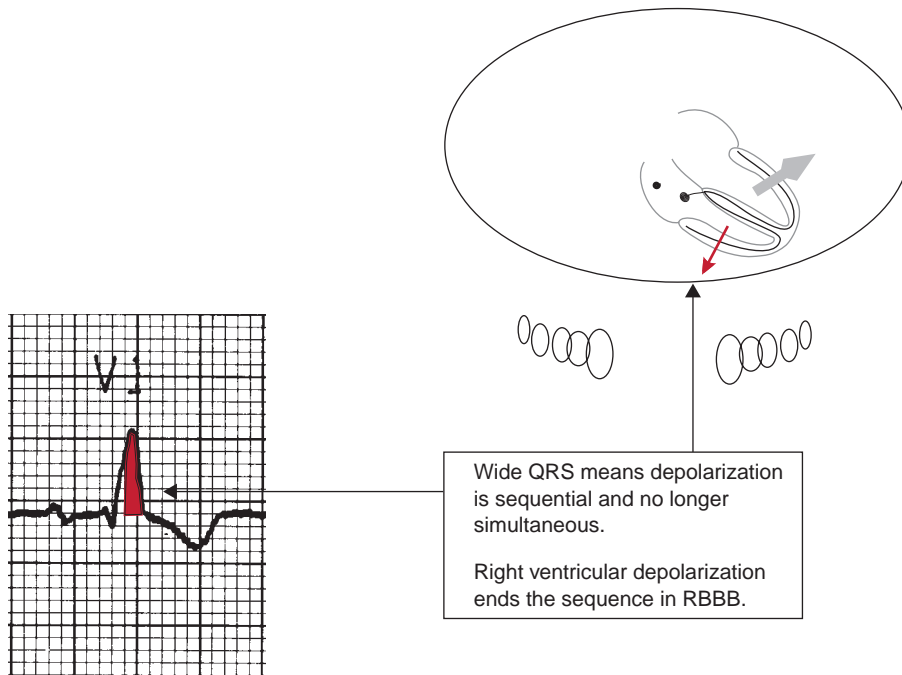 V1
Wide QRS means depolarization
is sequential and no longer
simultaneous.
Right ventricular depolarization
ends the sequence in RBBB.